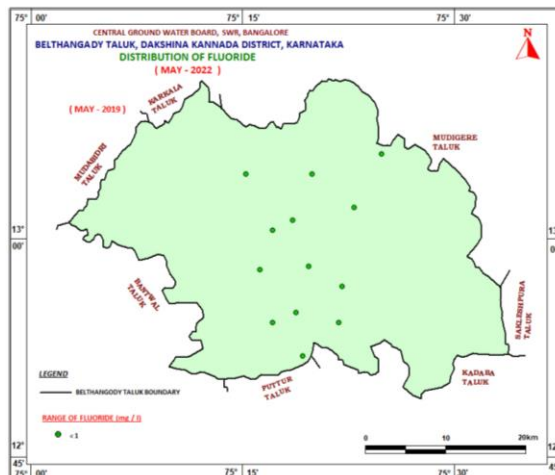 75° 00' 75° 15' 75° 30'
CENTRAL GROUND WATER BOARD, SWR, BANGALORE
BELTHANGADY TALUK, DAKSHINA KANNADA DISTRICT, KARNATAKA
DISTRIBUTION OF FLUORIDE
( MAY - 2022 )
N
( MAY - 2019 )
KARKALA
TALUK
MUDABIDRI
TALUK
MUDIGERE
TALUK
13°
00'
13
00
BANTWAL
TALUK
SAKLESHPURA
TALUK
PUTTUR
TALUK
KADABA
TALUK
LEGEND
BELTHANGODY TALUK BOUNDARY
RANGE OF FLUORIDE (mg / l)
<1
0 10 20km
12°
45'
12
45
75° 00' 75° 15' 75° 30'